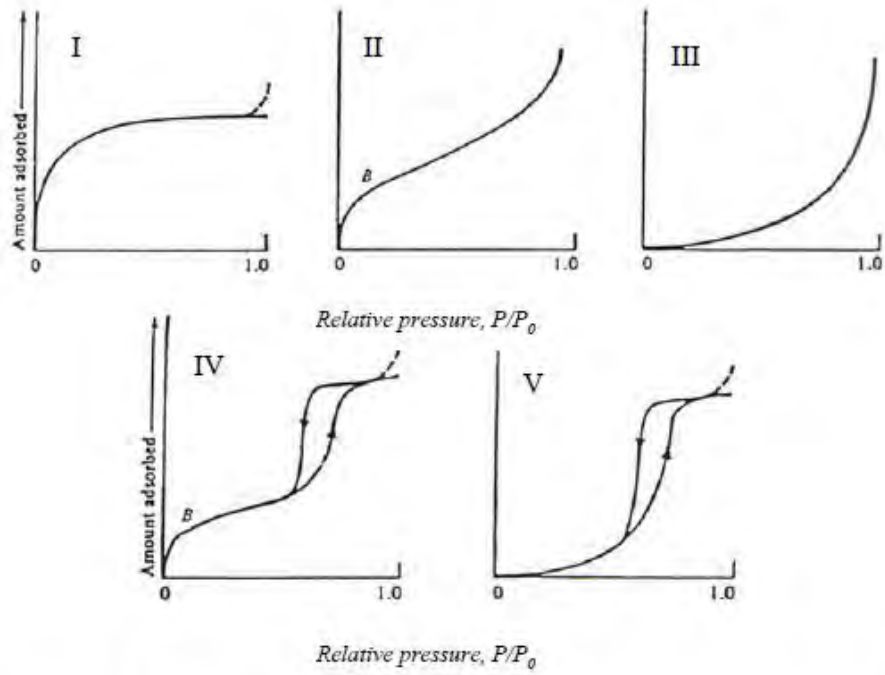 I
II
III
Amount adsorbed
B
0
1.0
0
1.0
0
1.0
Relative pressure, P/P₀
IV
V
Amount adsorbed
B
0
1.0
0
1.0
Relative pressure, P/P₀